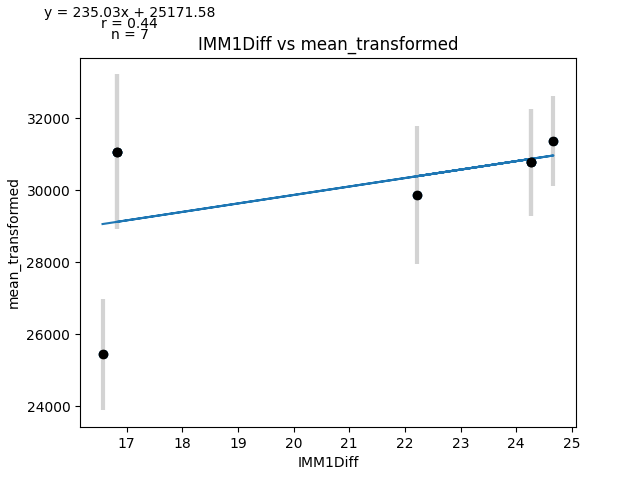 y = 235.03x + 25171.58
r = 0.44
n = 7
IMM1Diff vs mean_transformed
32000
30000
28000
26000
24000
mean_transformed
17 18 19 20 21 22 23 24 25
IMM1Diff